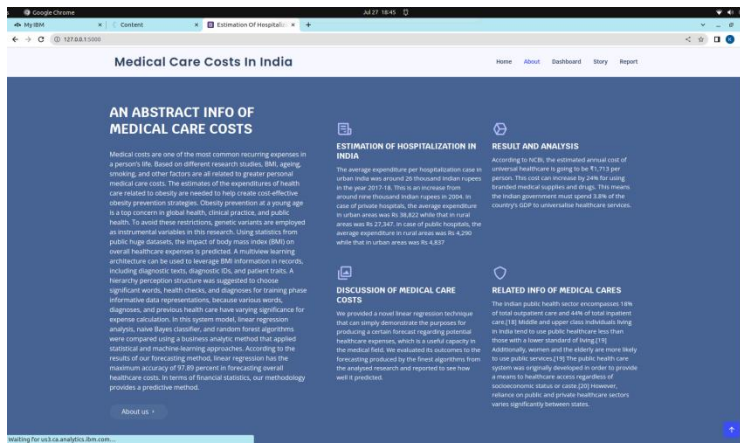 Google Chrome
Jul 27 18:45
My IBM
Content
Estimation Of Hospitaliz
127.0.0.1:5000
Medical Care Costs In India
Home About Dashboard Story Report
AN ABSTRACT INFO OF
MEDICAL CARE COSTS
Medical costs are one of the most common recurring expenses in
a person's life. Based on different research studies, BMI, ageing,
smoking, and other factors are all related to greater personal
medical care costs. The estimates of the expenditures of health
care related to obesity are needed to help create cost-effective
obesity prevention strategies. Obesity prevention at a young age
is a top concern in global health, clinical practice, and public
health. To avoid these restrictions, genetic variants are employed
as instrumental variables in this research. Using statistics from
public huge datasets, the impact of body mass index (BMI) on
overall healthcare expenses is predicted. A multiview learning
architecture can be used to leverage BMI information in records,
including diagnostic texts, diagnostic IDs, and patient traits. A
hierarchy perception structure was suggested to choose
significant words, health checks, and diagnoses for training phase
informative data representations, because various words,
diagnoses, and previous health care have varying significance for
expense calculation. In this system model, linear regression
analysis, naive Bayes classifier, and random forest algorithms
were compared using a business analytic method that applied
statistical and machine-learning approaches. According to the
results of our forecasting method, linear regression has the
maximum accuracy of 97.89 percent in forecasting overall
healthcare costs. In terms of financial statistics, our methodology
provides a predictive method.
About us
ESTIMATION OF HOSPITALIZATION IN
INDIA
The average expenditure per hospitalization case in
urban India was around 26 thousand Indian rupees
in the year 2017-18. This is an increase from
around nine thousand Indian rupees in 2004. In
case of private hospitals, the average expenditure
in urban areas was Rs 38,822 while that in rural
areas was Rs 27,347. In case of public hospitals, the
average expenditure in rural areas was Rs 4,290
while that in urban areas was Rs 4,837
RESULT AND ANALYSIS
According to NCBI, the estimated annual cost of
universal healthcare is going to be ₹1,713 per
person. This cost can increase by 24% for using
branded medical supplies and drugs. This means
the Indian government must spend 3.8% of the
country's GDP to universalise healthcare services.
DISCUSSION OF MEDICAL CARE
COSTS
We provided a novel linear regression technique
that can simply demonstrate the purposes for
producing a certain forecast regarding potential
healthcare expenses, which is a useful capacity in
the medical field. We evaluated its outcomes to the
forecasting produced by the finest algorithms from
the analysed research and reported to see how
well it predicted.
RELATED INFO OF MEDICAL CARES
The Indian public health sector encompasses 18%
of total outpatient care and 44% of total inpatient
care.[18] Middle and upper class individuals living
in India tend to use public healthcare less than
those with a lower standard of living.[19]
Additionally, women and the elderly are more likely
to use public services.[19] The public health care
system was originally developed in order to provide
a means to healthcare access regardless of
socioeconomic status or caste.[20] However,
reliance on public and private healthcare sectors
varies significantly between states.
Waiting for us3.ca.analytics.ibm.com...